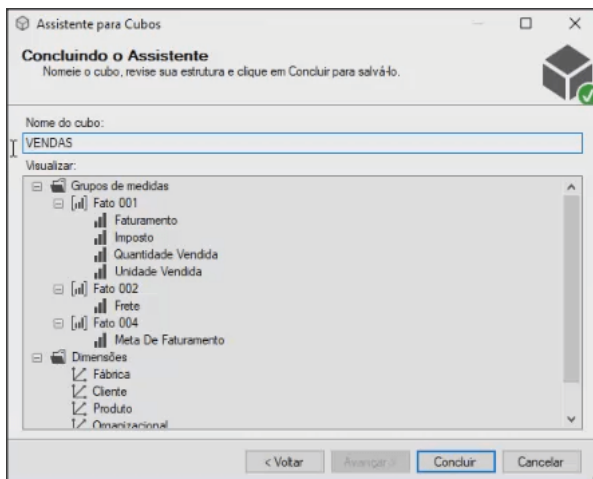 Assistente para Cubos
Concluindo o Assistente
Nomeie o cubo, revise sua estrutura e clique em Concluir para salvá-lo.
Nome do cubo:
VENDAS
Visualizar:
Grupos de medidas
Fato 001
Faturamento
Imposto
Quantidade Vendida
Unidade Vendida
Fato 002
Frete
Fato 004
Meta De Faturamento
Dimensões
Fábrica
Cliente
Produto
Organizacional
< Voltar Concluir Cancelar